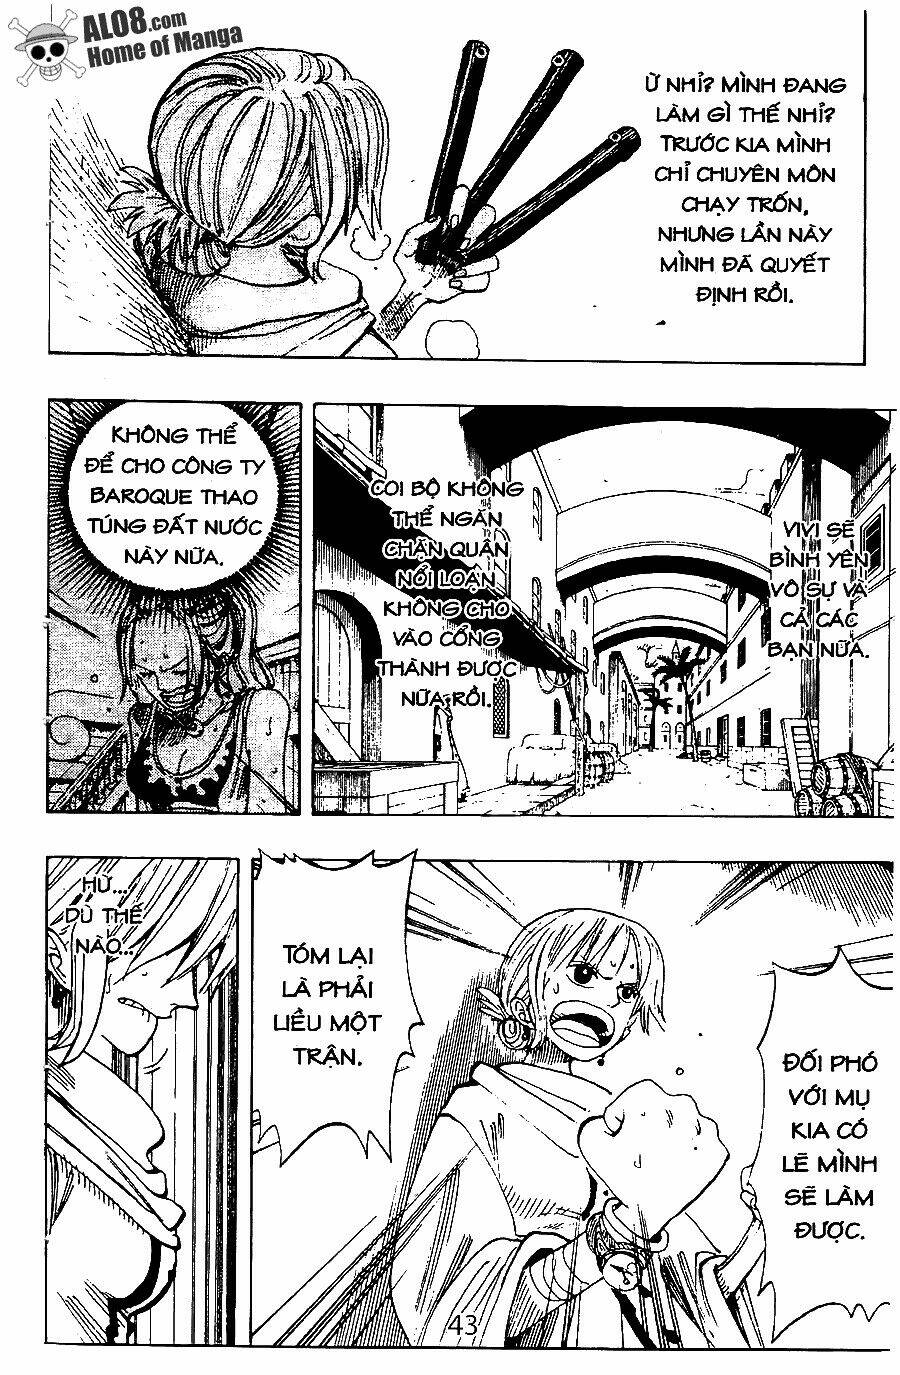 ALO8.com
Home of Manga
Ừ NHỈ? MÌNH ĐANG
LÀM GÌ THẾ NHỈ?
TRƯỚC KIA MÌNH
CHỈ CHUYÊN MÔN
CHẠY TRỐN,
NHƯNG LẦN NÀY
MÌNH ĐÃ QUYẾT
ĐỊNH RỒI.
VIVI SẼ
BÌNH YÊN
VÔ SỰ VÀ
CẢ CÁC
BẠN NỮA.
COI BỘ KHÔNG
THỂ NGĂN
CHẶN QUÂN
NỔI LOẠN
KHÔNG CHO
VÀO CỔNG
THÀNH ĐƯỢC
NỮA RỒI.
KHÔNG THỂ
ĐỂ CHO CÔNG TY
BAROQUE THAO
TÚNG ĐẤT NƯỚC
NÀY NỮA.
ĐỐI PHÓ
VỚI MỤ
KIA CÓ
LẼ MÌNH
SẼ LÀM
ĐƯỢC.
TÓM LẠI
LÀ PHẢI
LIỀU MỘT
TRẬN.
HỪ...
DÙ THẾ
NÀO...
43